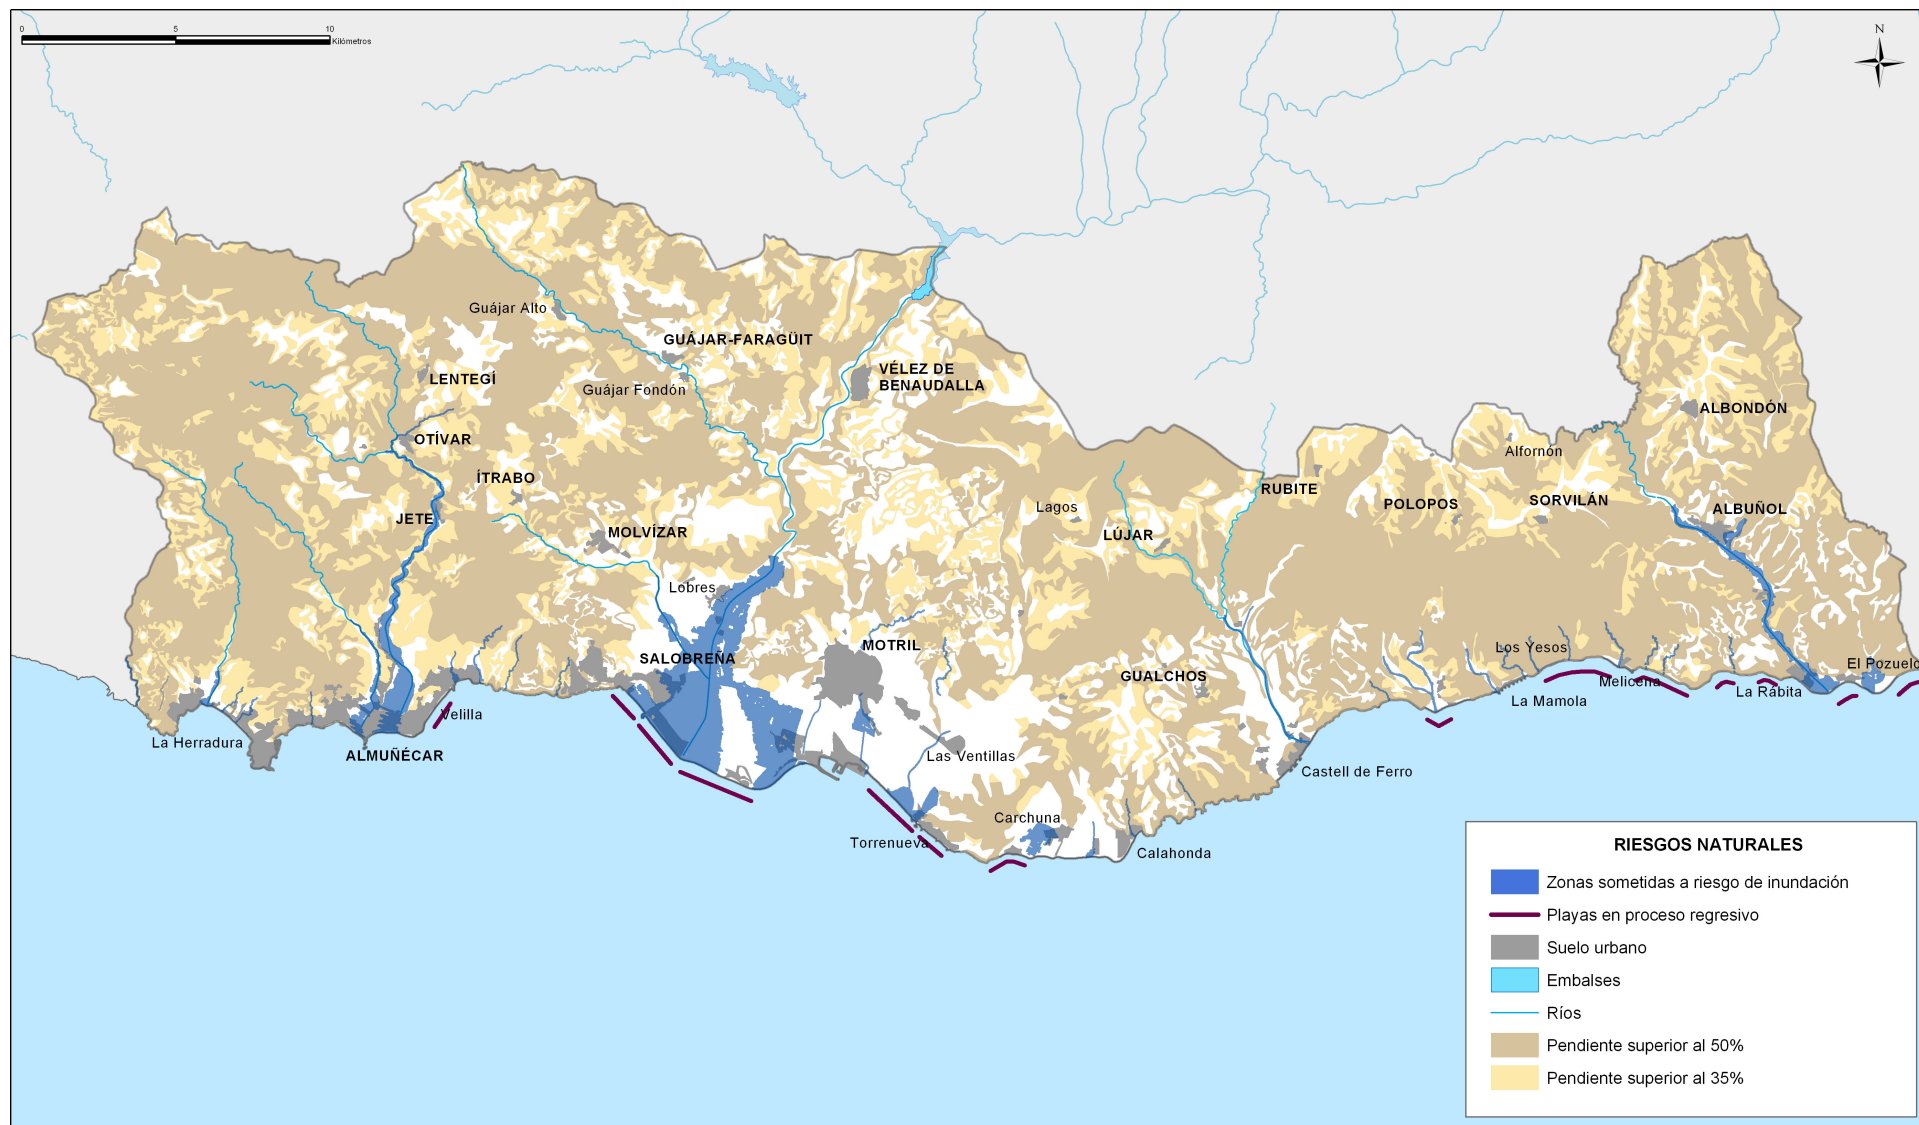 0 5 10
Kilómetros
N
Guájar Alto
GUÁJAR-FARAGÜIT
VÉLEZ DE
BENAUDALLA
LENTEGÍ
Guájar Fondón
ALBONDÓN
OTÍVAR
Alfornón
ÍTRABO
RUBITE
POLOPOS
SORVILÁN
Lagos
ALBUÑOL
JETE
MOLVÍZAR
LÚJAR
Lobres
MOTRIL
SALOBREÑA
Los Yesos
El Pozuelo
GUALCHOS
Melicena
La Rábita
La Mamola
Velilla
La Herradura
ALMUÑÉCAR
Las Ventillas
Castell de Ferro
Carchuna
Torrenueva
Calahonda
RIESGOS NATURALES
Zonas sometidas a riesgo de inundación
Playas en proceso regresivo
Suelo urbano
Embalses
Ríos
Pendiente superior al 50%
Pendiente superior al 35%